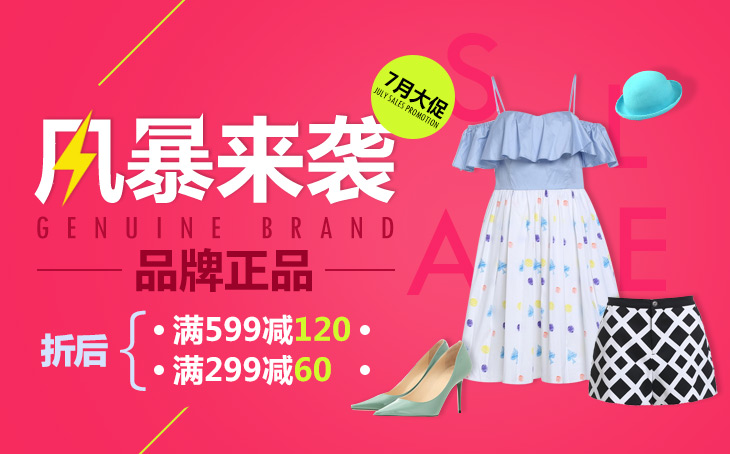 7月大促
JULY SALES PROMOTION
SALE
风暴来袭
GENUINE BRAND
品牌正品
折后
• 满599减120 •
• 满299减60 •